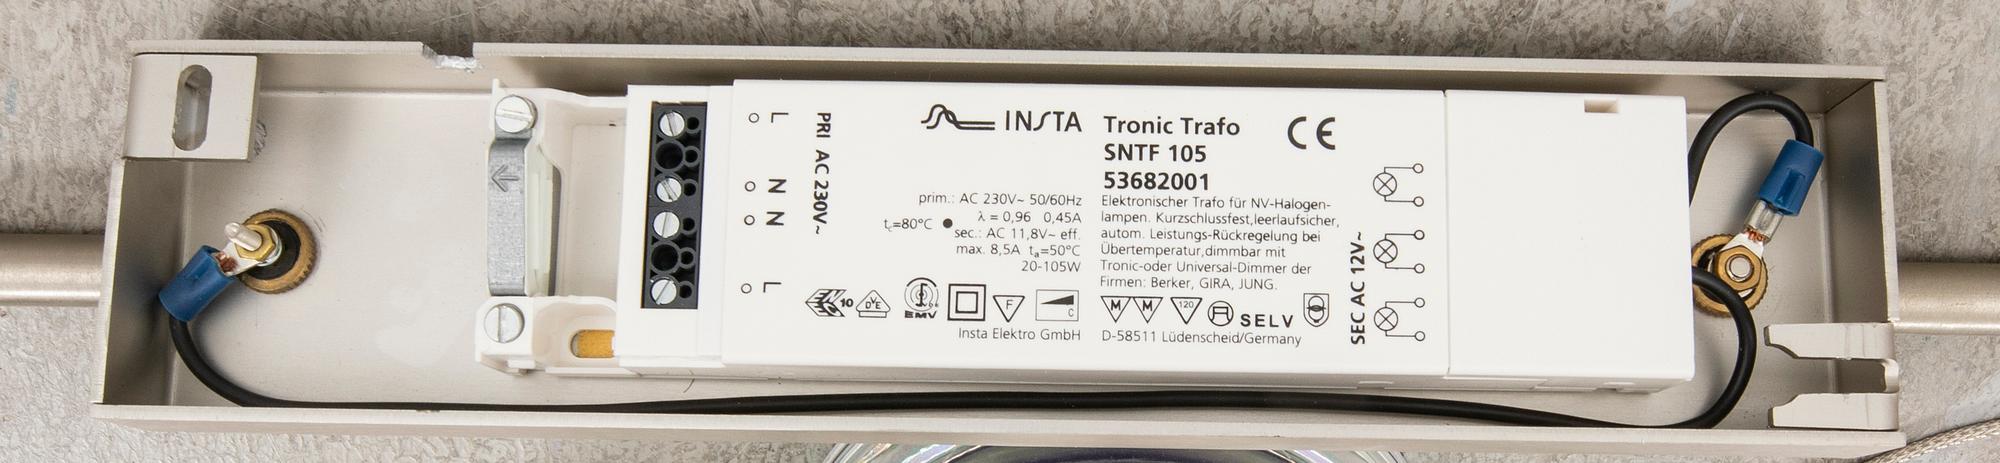 L
N
N
L
PRI AC 230V~
INSTA
prim.: AC 230V~ 50/60Hz
λ = 0,96 0,45A
tc=80°C
sec.: AC 11,8V~ eff.
max. 8,5A ta=50°C
20-105W
10
DVE
EMV
F
C
Insta Elektro GmbH
Tronic Trafo
SNTF 105
53682001
CE
Elektronischer Trafo für NV-Halogen-
lampen. Kurzschlussfest,leerlaufsicher,
autom. Leistungs-Rückregelung bei
Übertemperatur,dimmbar mit
Tronic-oder Universal-Dimmer der
Firmen: Berker, GIRA, JUNG.
M M 120 SELV
D-58511 Lüdenscheid/Germany
SEC AC 12V~